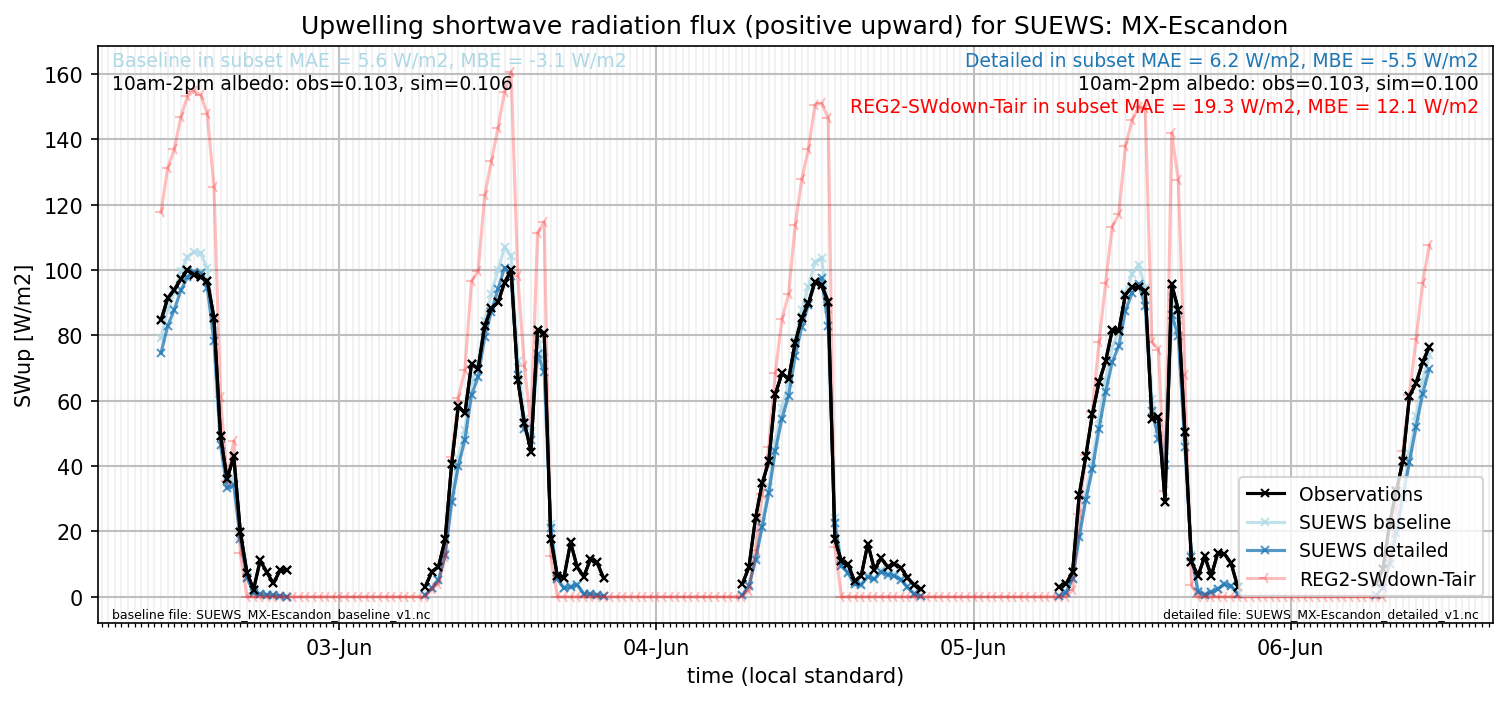 Upwelling shortwave radiation flux (positive upward) for SUEWS: MX-Escandon
Baseline in subset MAE = 5.6 W/m2, MBE = -3.1 W/m2
10am-2pm albedo: obs=0.103, sim=0.106
Detailed in subset MAE = 6.2 W/m2, MBE = -5.5 W/m2
10am-2pm albedo: obs=0.103, sim=0.100
REG2-SWdown-Tair in subset MAE = 19.3 W/m2, MBE = 12.1 W/m2
SWup [W/m2]
160
140
120
100
80
60
40
20
0
Observations
SUEWS baseline
SUEWS detailed
REG2-SWdown-Tair
baseline file: SUEWS_MX-Escandon_baseline_v1.nc
detailed file: SUEWS_MX-Escandon_detailed_v1.nc
03-Jun
04-Jun
05-Jun
06-Jun
time (local standard)